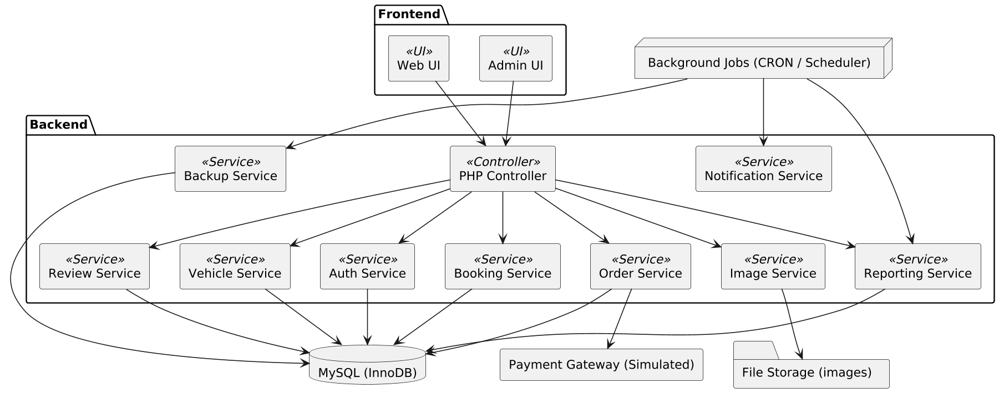 Frontend
«UI»
Web UI
«UI»
Admin UI
Background Jobs (CRON / Scheduler)
Backend
«Service»
Backup Service
«Controller»
PHP Controller
«Service»
Notification Service
«Service»
Review Service
«Service»
Vehicle Service
«Service»
Auth Service
«Service»
Booking Service
«Service»
Order Service
«Service»
Image Service
«Service»
Reporting Service
MySQL (InnoDB)
Payment Gateway (Simulated)
File Storage (images)